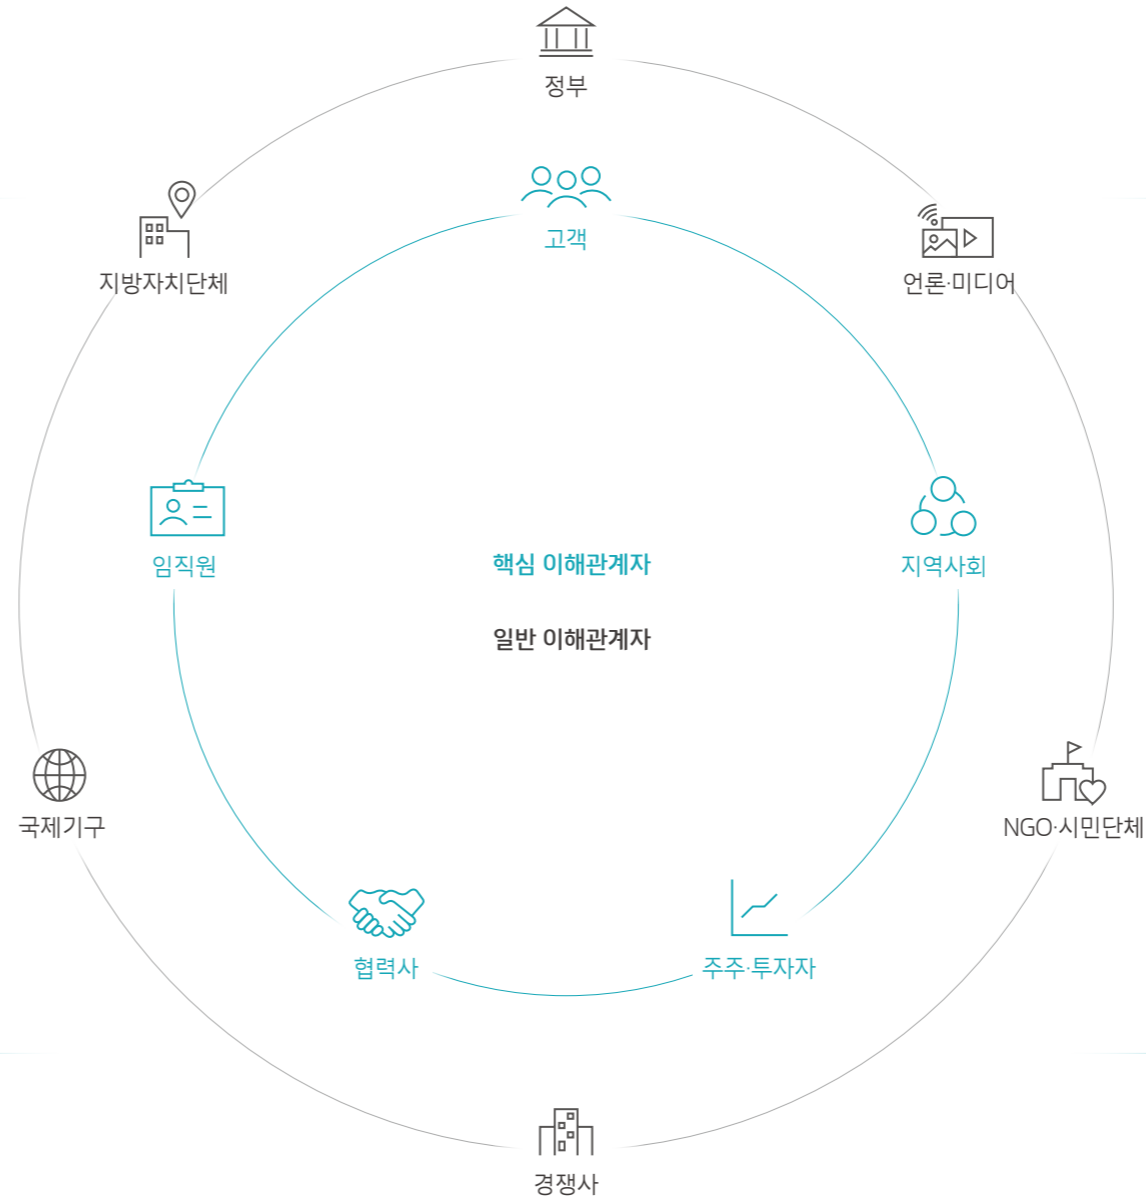 정부
고객
지방자치단체
언론·미디어
임직원
지역사회
핵심 이해관계자
일반 이해관계자
국제기구
NGO·시민단체
협력사
주주·투자자
경쟁사